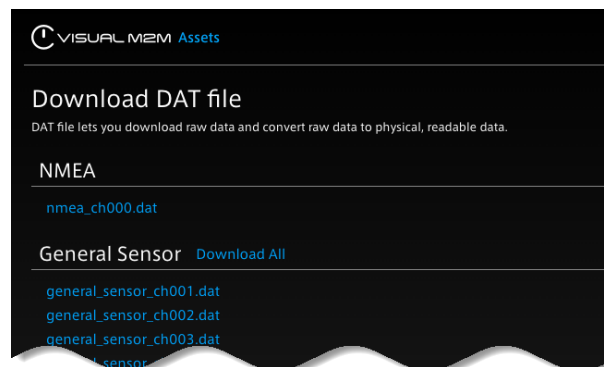 VISUAL M2M Assets
Download DAT file
DAT file lets you download raw data and convert raw data to physical, readable data.
NMEA
nmea_ch000.dat
General Sensor Download All
general_sensor_ch001.dat
general_sensor_ch002.dat
general_sensor_ch003.dat